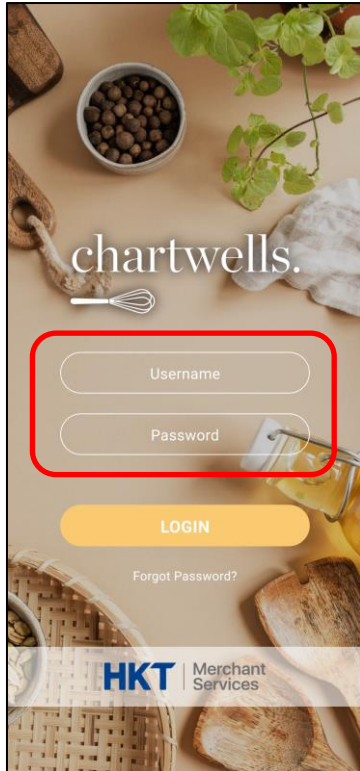 chartwells.
Username
Password
LOGIN
Forgot Password?
HKT | Merchant
Services